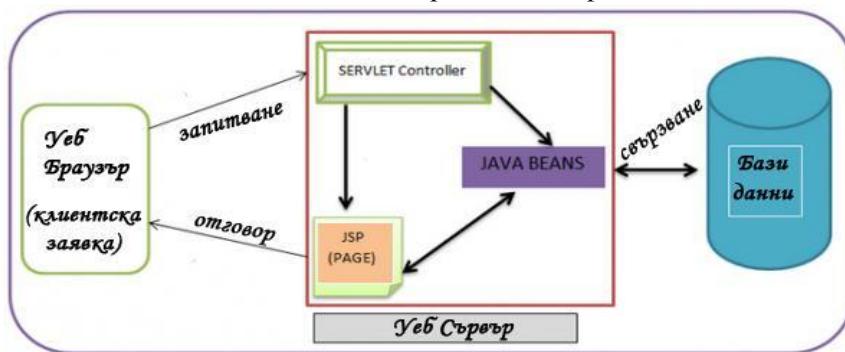 SERVLET Controller
запитване
Уеб
Браузър
(клиентска
заявка)
JAVA BEANS
свързване
Бази
данни
отговор
JSP
(PAGE)
Уеб Сървър